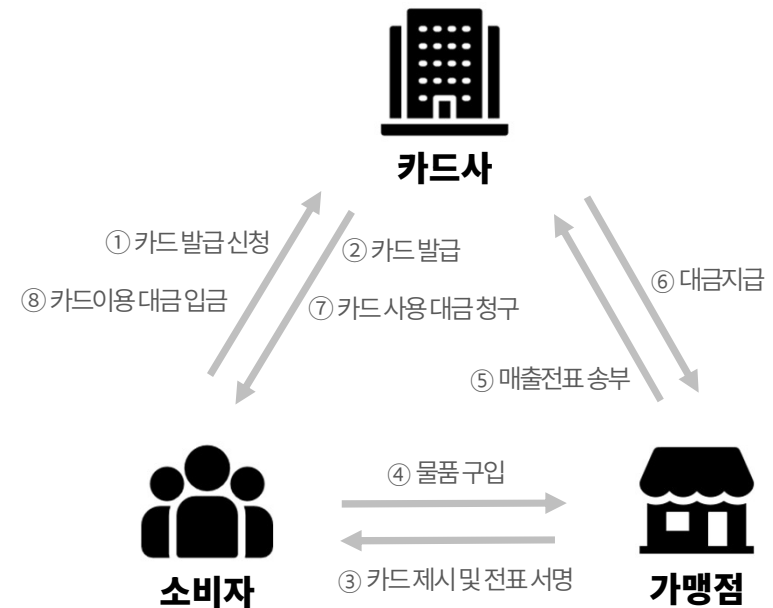 카드사
① 카드 발급 신청
② 카드 발급
⑧ 카드이용 대금 입금
⑦ 카드 사용 대금 청구
⑥ 대금지급
⑤ 매출전표 송부
④ 물품 구입
③ 카드 제시 및 전표 서명
소비자
가맹점